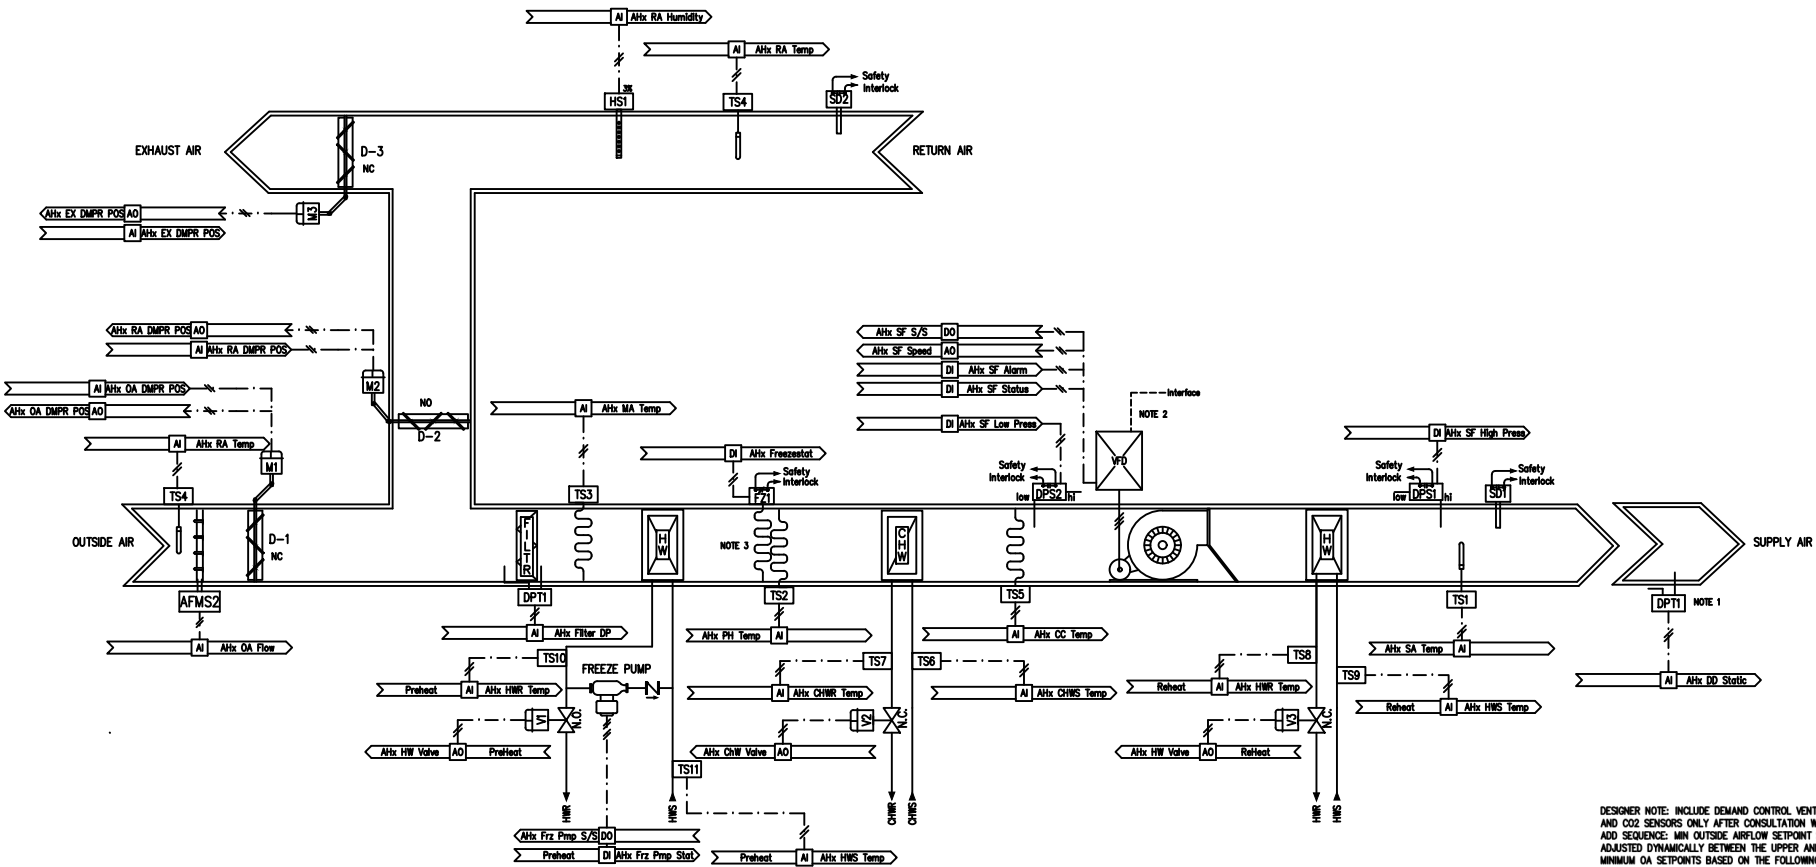 AI AHx RA Humidity
AI AHx RA Temp
Safety
Interlock
3%
HS1
TS4
SD2
EXHAUST AIR
D-3
NC
RETURN AIR
AHx EX DMPR POS AO
M3
AI AHx EX DMPR POS
AHx RA DMPR POS AO
AI AHx RA DMPR POS
M2
AI AHx OA DMPR POS
AHx OA DMPR POS AO
NO
D-2
AI AHx RA Temp
M1
TS4
AI AHx MA Temp
TS3
DI AHx Freezestat
Safety
Interlock
FZ1
AHx SF S/S DO
AHx SF Speed AO
DI AHx SF Alarm
DI AHx SF Status
DI AHx SF Low Press
Interface
NOTE 2
VFD
Safety
Interlock
low DPS2 hi
DI AHx SF High Press
Safety
Interlock
low DPS1 hi
Safety
Interlock
SD1
OUTSIDE AIR
D-1
NC
FILTR
HW
NOTE 3
CHW
HW
SUPPLY AIR
AFMS2
DPT1
TS2
TS5
TS1
DPT1
NOTE 1
AI AHx OA Flow
AI AHx Filter DP
AHx PH Temp AI
AI AHx CC Temp
AHx SA Temp AI
AI AHx DD Static
TS10
FREEZE PUMP
TS7
TS6
TS8
TS9
Preheat AI AHx HWR Temp
AI AHx CHWR Temp
AI AHx CHWS Temp
Reheat AI AHx HWR Temp
Reheat AI AHx HWS Temp
V1
N.O.
V2
N.C.
V3
N.C.
AHx HW Valve AO PreHeat
AHx ChW Valve AO
AHx HW Valve AO ReHeat
TS11
HWR
HWS
CHWR
CHWS
HWR
HWS
AHx Frz Pmp S/S DO
Preheat DI AHx Frz Pmp Stat
Preheat AI AHx HWS Temp
DESIGNER NOTE: INCLUDE DEMAND CONTROL VENT
AND CO2 SENSORS ONLY AFTER CONSULTATION W
ADD SEQUENCE: MIN OUTSIDE AIRFLOW SETPOINT
ADJUSTED DYNAMICALLY BETWEEN THE UPPER AN
MINIMUM OA SETPOINTS BASED ON THE FOLLOWIN